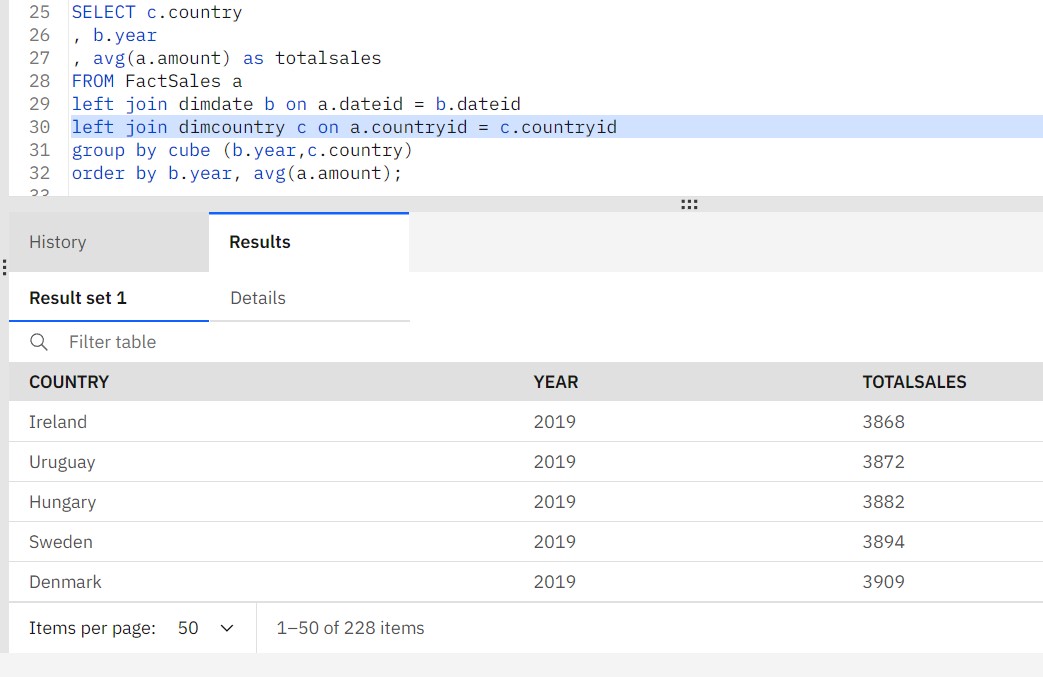 25 SELECT c.country
26 , b.year
27 , avg(a.amount) as totalsales
28 FROM FactSales a
29 left join dimdate b on a.dateid = b.dateid
30 left join dimcountry c on a.countryid = c.countryid
31 group by cube (b.year,c.country)
32 order by b.year, avg(a.amount);
33
History Results
Result set 1 Details
Filter table
COUNTRY YEAR TOTALSALES
Ireland 2019 3868
Uruguay 2019 3872
Hungary 2019 3882
Sweden 2019 3894
Denmark 2019 3909
Items per page: 50 1–50 of 228 items